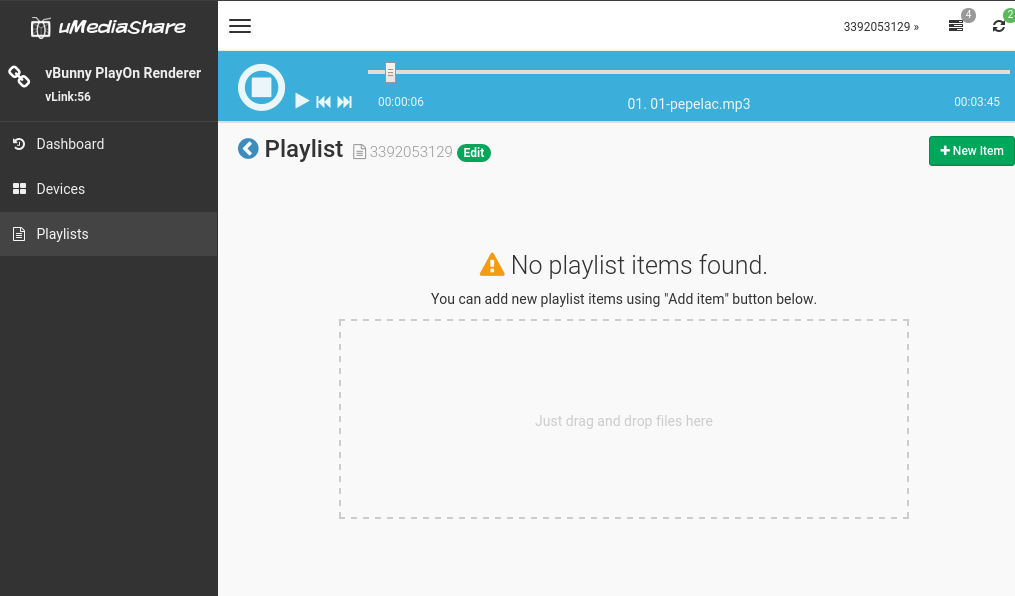 uMediaShare
vBunny PlayOn Renderer
vLink:56
Dashboard
Devices
Playlists
3392053129 »
4
2
00:00:06
01. 01-pepelac.mp3
00:03:45
Playlist 3392053129 Edit
New Item
No playlist items found.
You can add new playlist items using "Add item" button below.
Just drag and drop files here